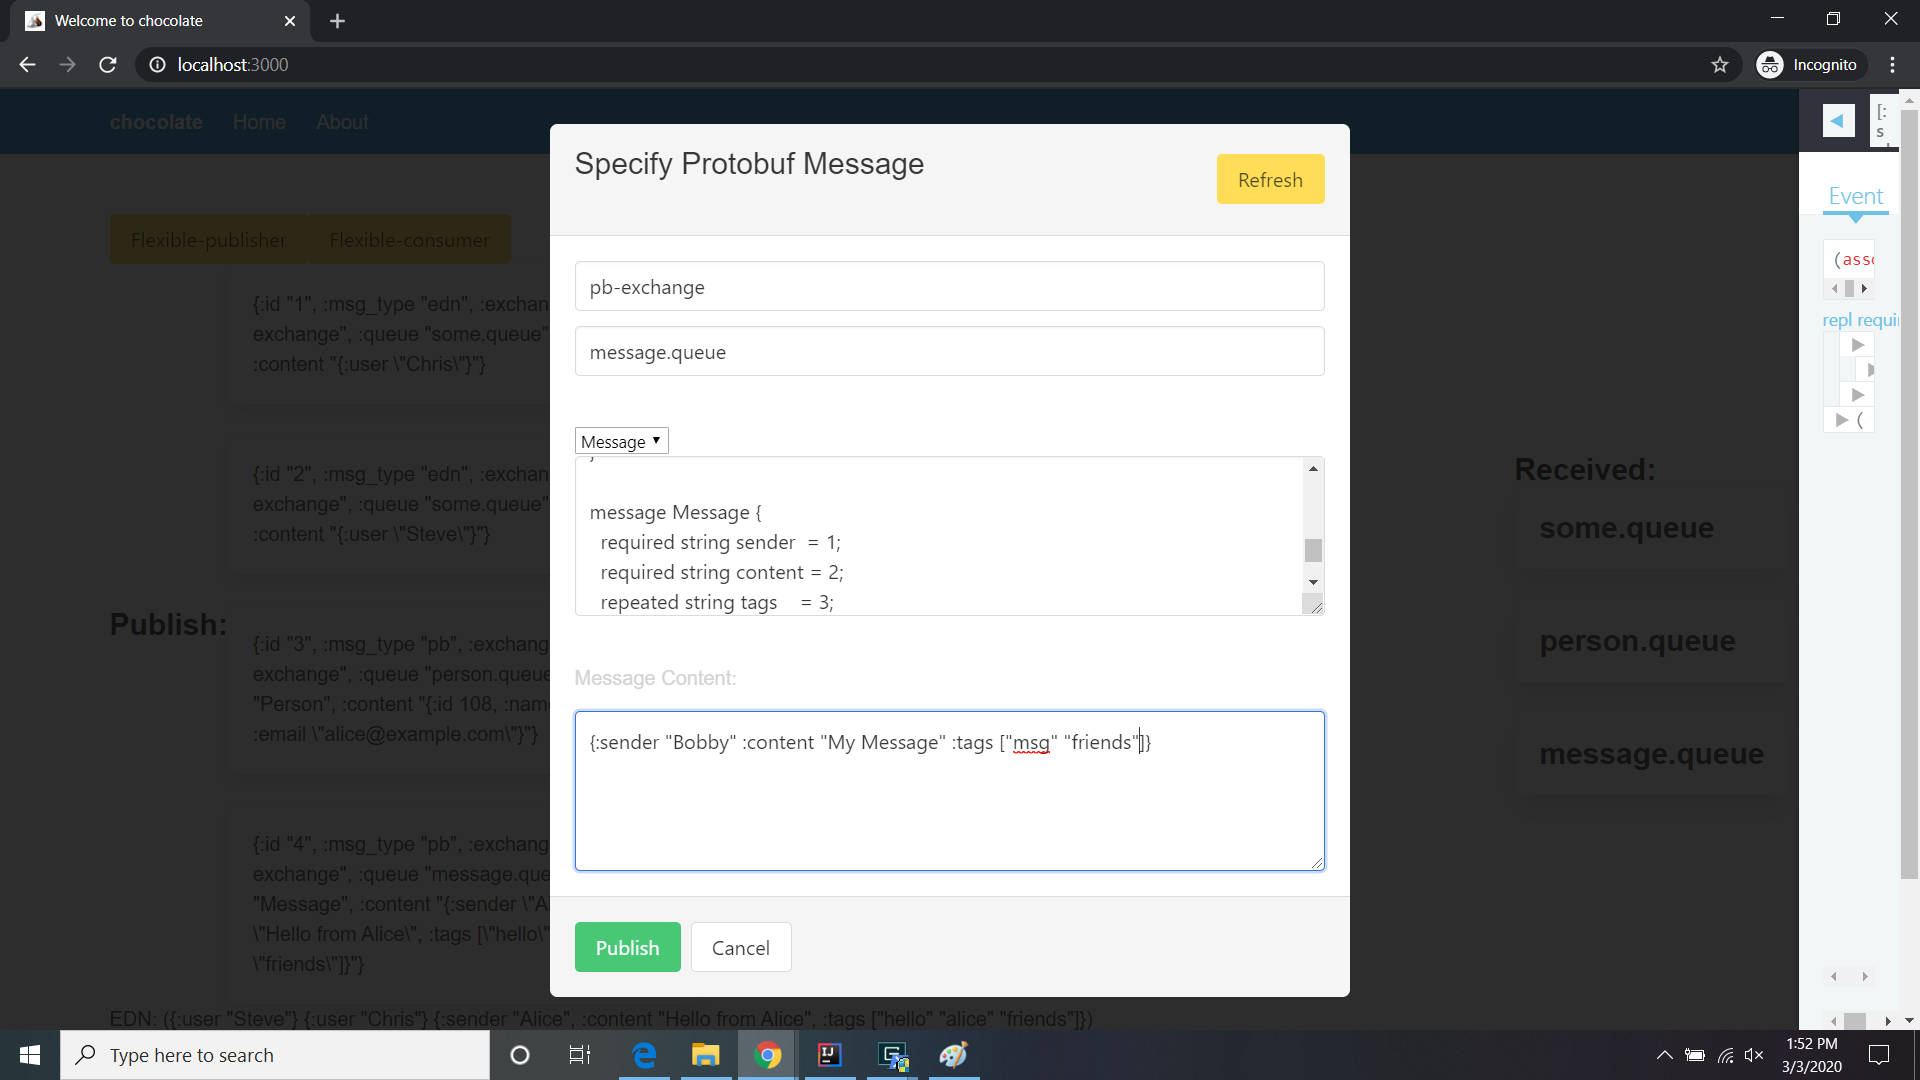 Welcome to chocolate
localhost:3000
Incognito
chocolate Home About
Flexible-publisher Flexible-consumer
{:id "1", :msg_type "edn", :exchan
exchange", :queue "some.queue"
:content "{:user \"Chris\"}"}
{:id "2", :msg_type "edn", :exchan
exchange", :queue "some.queue"
:content "{:user \"Steve\"}"}
Publish:
{:id "3", :msg_type "pb", :exchang
exchange", :queue "person.queue
"Person", :content "{:id 108, :nam
:email \"alice@example.com\"}"}
{:id "4", :msg_type "pb", :exchang
exchange", :queue "message.que
"Message", :content "{:sender \"A
\"Hello from Alice\", :tags [\"hello\"
\"friends\"]}"}
EDN: ({:user "Steve"} {:user "Chris"} {:sender "Alice", :content "Hello from Alice", :tags ["hello" "alice" "friends"]})
Specify Protobuf Message
Refresh
pb-exchange
message.queue
Message
}
message Message {
required string sender = 1;
required string content = 2;
repeated string tags = 3;
Message Content:
{:sender "Bobby" :content "My Message" :tags ["msg" "friends"]}
Publish Cancel
Received:
some.queue
person.queue
message.queue
[:
s
Event
(asso
repl requi
(
Type here to search
1:52 PM
3/3/2020